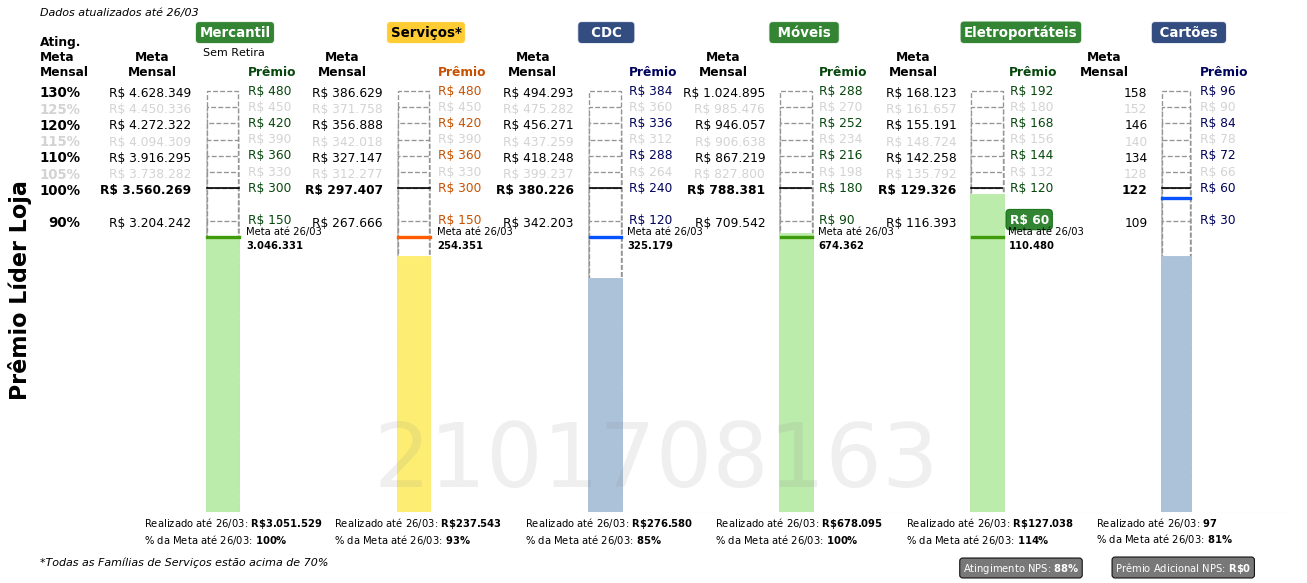 Dados atualizados até 26/03
Mercantil Serviços* CDC Móveis Eletroportáteis Cartões
Sem Retira
Ating. Meta Mensal
Meta Mensal Prêmio Meta Mensal Prêmio Meta Mensal Prêmio Meta Mensal Prêmio Meta Mensal Prêmio Meta Mensal Prêmio
130% R$ 4.628.349 R$ 480 R$ 386.629 R$ 480 R$ 494.293 R$ 384 R$ 1.024.895 R$ 288 R$ 168.123 R$ 192 158 R$ 96
125% R$ 4.450.336 R$ 450 R$ 371.758 R$ 450 R$ 475.282 R$ 360 R$ 985.476 R$ 270 R$ 161.657 R$ 180 152 R$ 90
120% R$ 4.272.322 R$ 420 R$ 356.888 R$ 420 R$ 456.271 R$ 336 R$ 946.057 R$ 252 R$ 155.191 R$ 168 146 R$ 84
115% R$ 4.094.309 R$ 390 R$ 342.018 R$ 390 R$ 437.259 R$ 312 R$ 906.638 R$ 234 R$ 148.724 R$ 156 140 R$ 78
110% R$ 3.916.295 R$ 360 R$ 327.147 R$ 360 R$ 418.248 R$ 288 R$ 867.219 R$ 216 R$ 142.258 R$ 144 134 R$ 72
105% R$ 3.738.282 R$ 330 R$ 312.277 R$ 330 R$ 399.237 R$ 264 R$ 827.800 R$ 198 R$ 135.792 R$ 132 128 R$ 66
100% R$ 3.560.269 R$ 300 R$ 297.407 R$ 300 R$ 380.226 R$ 240 R$ 788.381 R$ 180 R$ 129.326 R$ 120 122 R$ 60
90% R$ 3.204.242 R$ 150 R$ 267.666 R$ 150 R$ 342.203 R$ 120 R$ 709.542 R$ 90 R$ 116.393 R$ 60 109 R$ 30
Meta até 26/03 Meta até 26/03 Meta até 26/03 Meta até 26/03 Meta até 26/03
3.046.331 254.351 325.179 674.362 110.480
Prêmio Líder Loja
2101708163
Realizado até 26/03: R$3.051.529 Realizado até 26/03: R$237.543 Realizado até 26/03: R$276.580 Realizado até 26/03: R$678.095 Realizado até 26/03: R$127.038 Realizado até 26/03: 97
% da Meta até 26/03: 100% % da Meta até 26/03: 93% % da Meta até 26/03: 85% % da Meta até 26/03: 100% % da Meta até 26/03: 114% % da Meta até 26/03: 81%
*Todas as Famílias de Serviços estão acima de 70%
Atingimento NPS: 88% Prêmio Adicional NPS: R$0